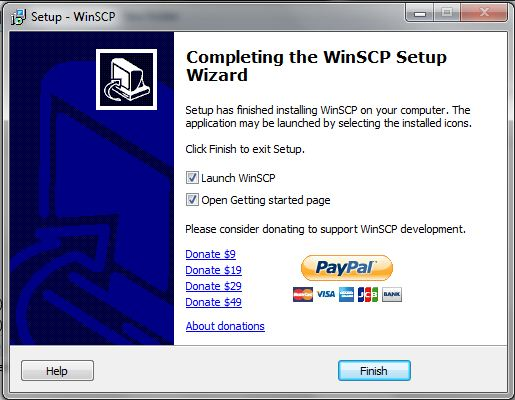 Setup - WinSCP
Completing the WinSCP Setup
Wizard
Setup has finished installing WinSCP on your computer. The
application may be launched by selecting the installed icons.
Click Finish to exit Setup.
Launch WinSCP
Open Getting started page
Please consider donating to support WinSCP development.
Donate $9
Donate $19
Donate $29
Donate $49
PayPal
MasterCard VISA JCB BANK
About donations
Help
Finish